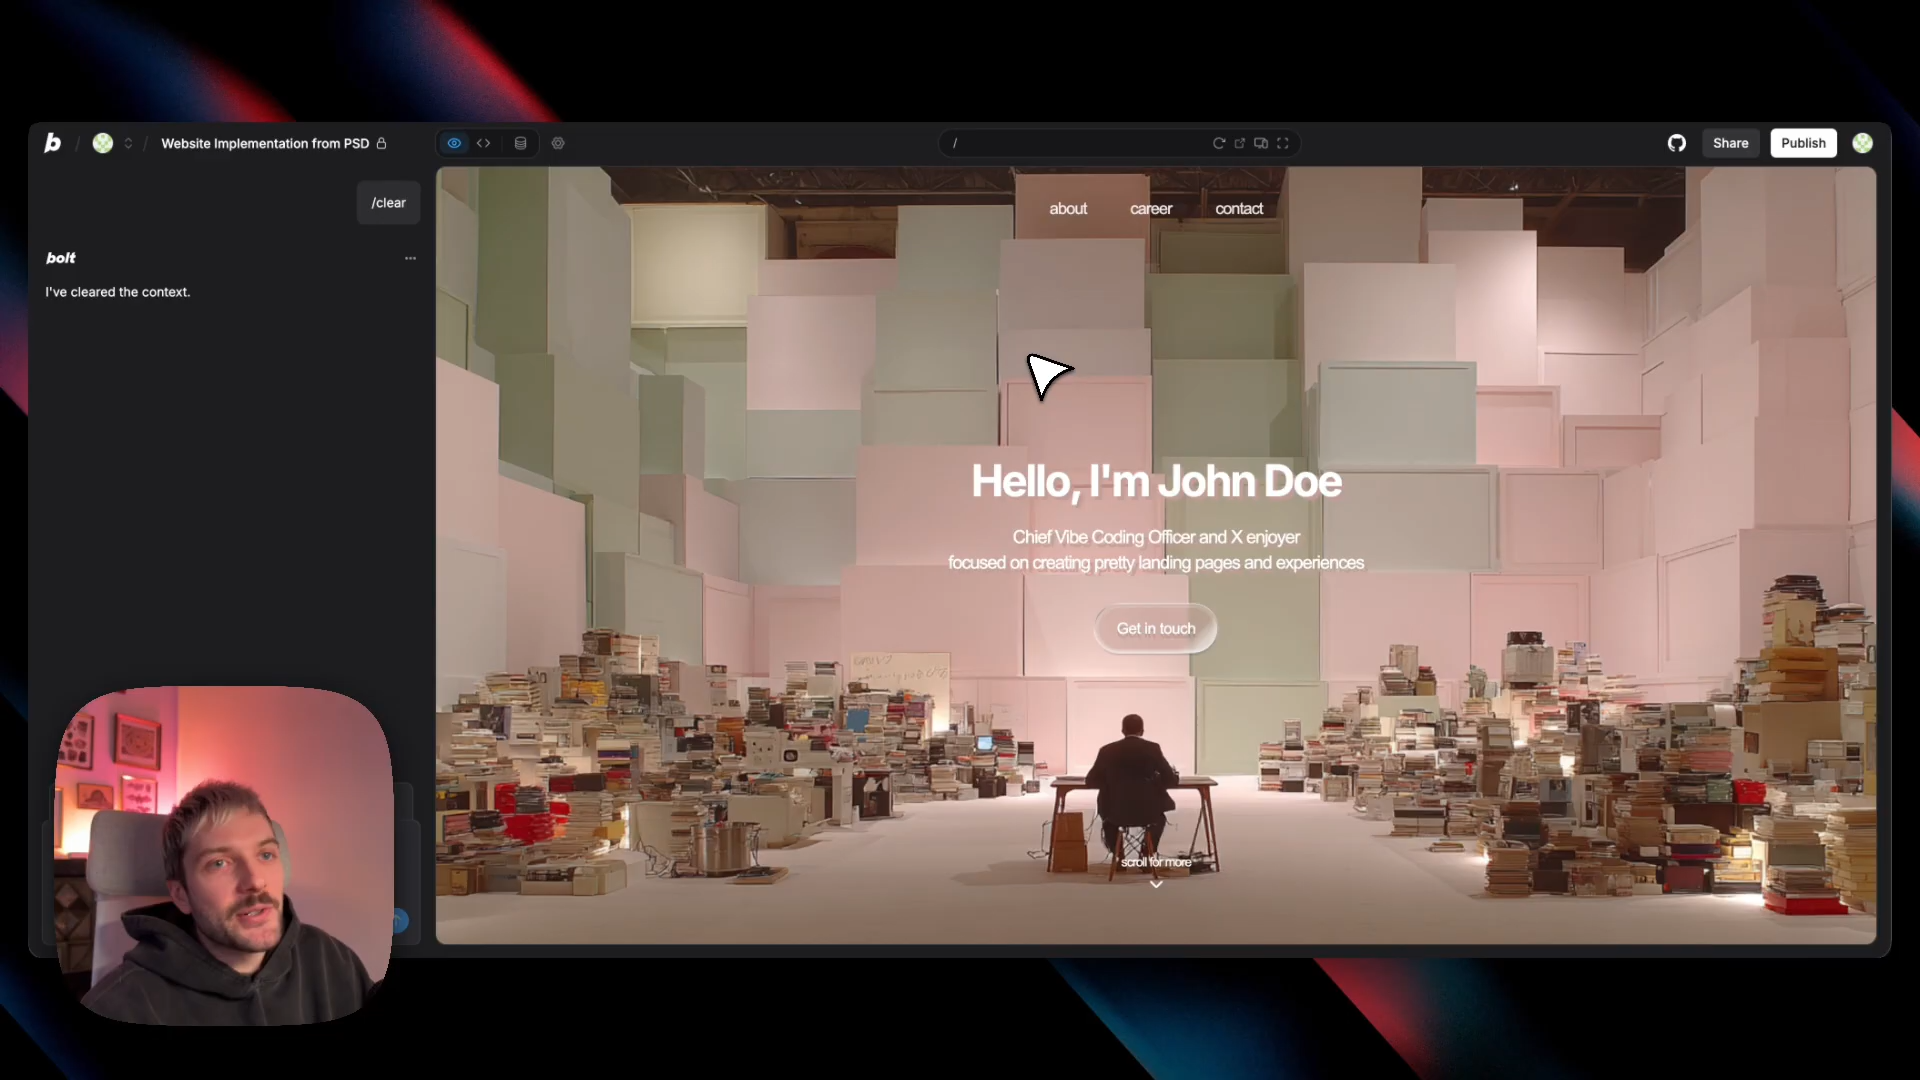 b / / Website Implementation from PSD
/
Share
Publish
/clear
bolt
I've cleared the context.
about
career
contact
Hello, I'm John Doe
Chief Vibe Coding Officer and X enjoyer
focused on creating pretty landing pages and experiences
Get in touch
scroll for more